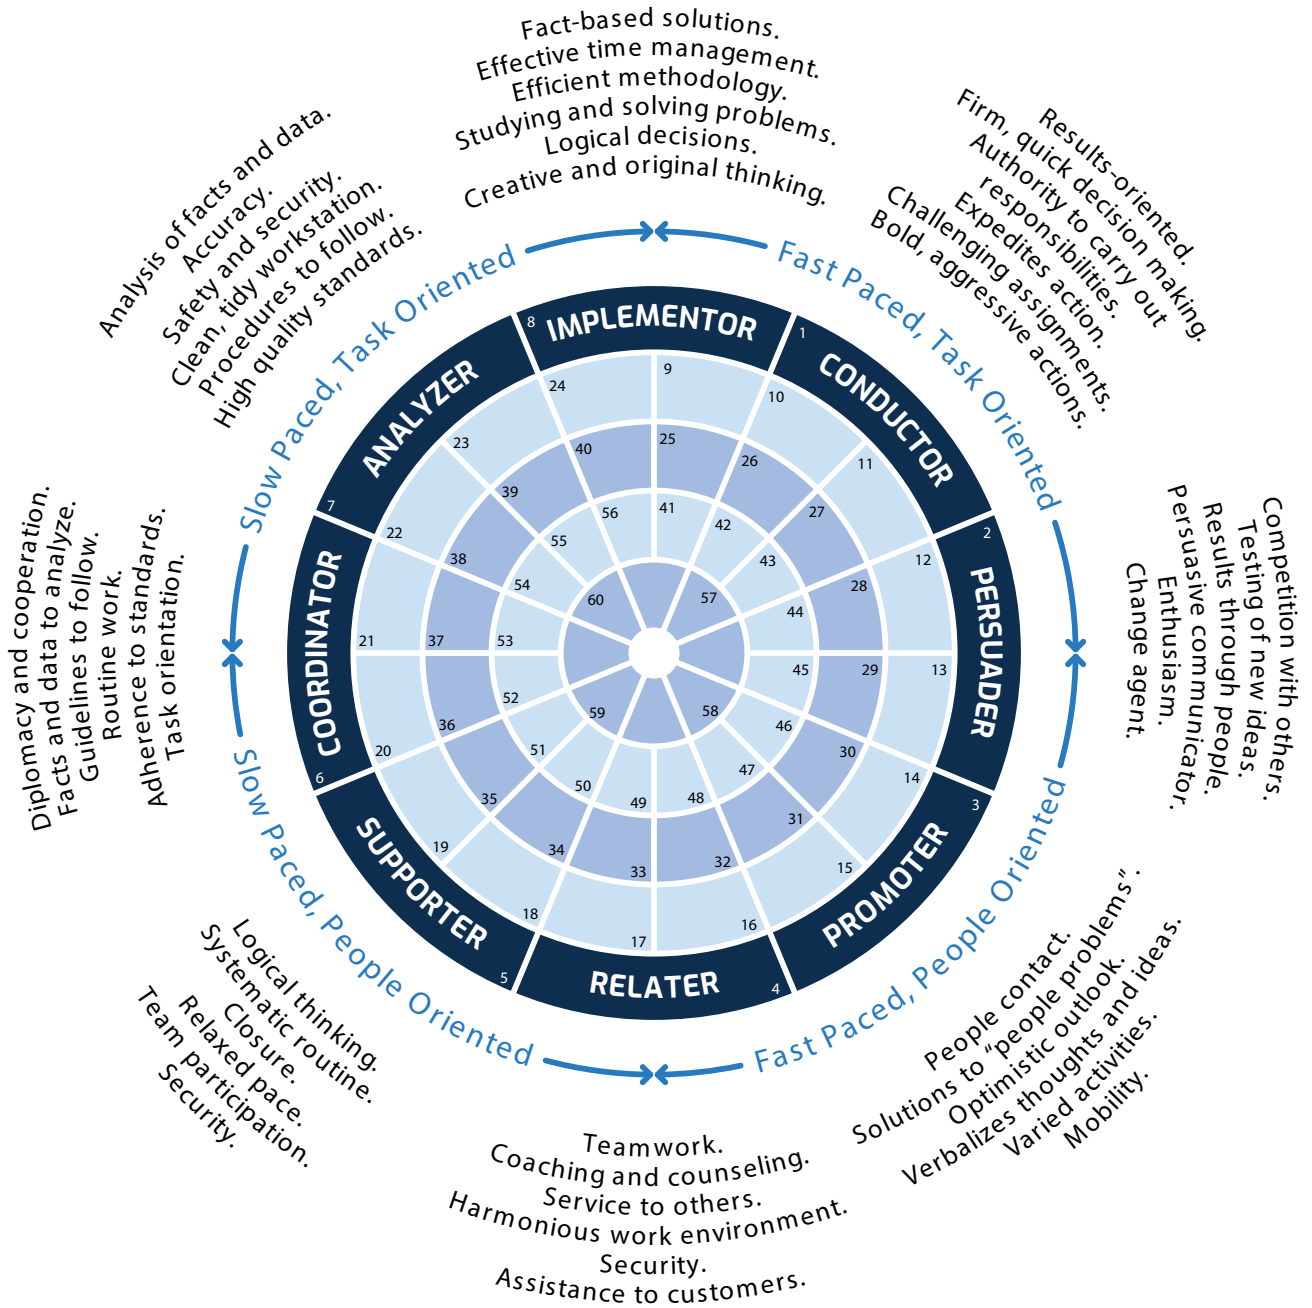 Fact-based solutions.
Effective time management.
Efficient methodology.
Studying and solving problems.
Logical decisions.
Creative and original thinking.
Results-oriented.
Firm, quick decision making.
Authority to carry out
responsibilities.
Expedites action.
Challenging assignments.
Bold, aggressive actions.
Competition with others.
Testing of new ideas.
Results through people.
Persuasive communicator.
Enthusiasm.
Change agent.
People contact.
Solutions to “people problems”.
Optimistic outlook.
Verbalizes thoughts and ideas.
Varied activities.
Mobility.
Teamwork.
Coaching and counseling.
Service to others.
Harmonious work environment.
Security.
Assistance to customers.
Logical thinking.
Systematic routine.
Closure.
Relaxed pace.
Team participation.
Security.
Diplomacy and cooperation.
Facts and data to analyze.
Guidelines to follow.
Routine work.
Adherence to standards.
Task orientation.
Analysis of facts and data.
Accuracy.
Safety and security.
Clean, tidy workstation.
Procedures to follow.
High quality standards.
Slow Paced, Task Oriented
Fast Paced, Task Oriented
Fast Paced, People Oriented
Slow Paced, People Oriented
8 IMPLEMENTOR
1 CONDUCTOR
2 PERSUADER
3 PROMOTER
4 RELATER
5 SUPPORTER
6 COORDINATOR
7 ANALYZER
9
10
11
12
13
14
15
16
17
18
19
20
21
22
23
24
25
26
27
28
29
30
31
32
33
34
35
36
37
38
39
40
41
42
43
44
45
46
47
48
49
50
51
52
53
54
55
56
57
58
59
60